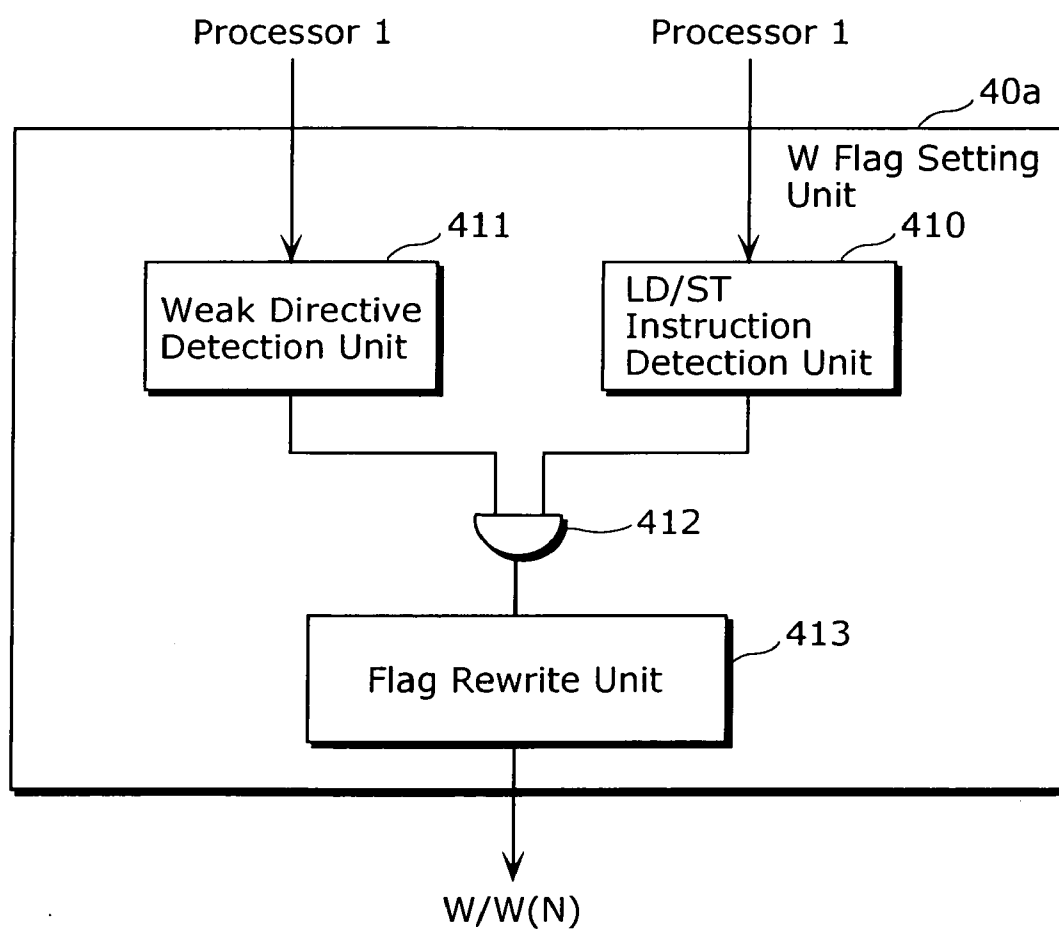 Processor 1
Processor 1
40a
W Flag Setting
Unit
411
410
Weak Directive
Detection Unit
LD/ST
Instruction
Detection Unit
412
413
Flag Rewrite Unit
W/W(N)